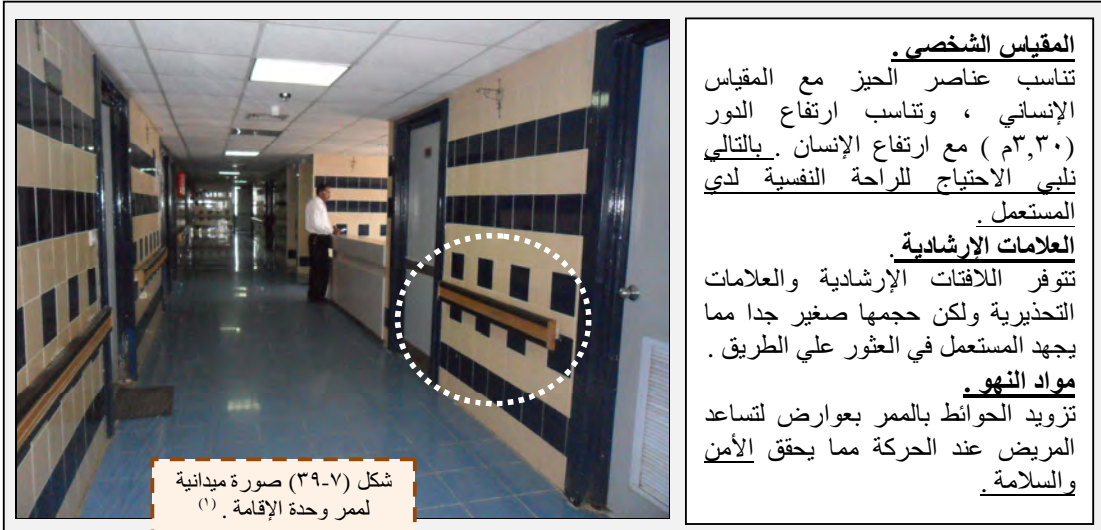 المقياس الشخصي .
تناسب عناصر الحيز مع المقياس
الإنساني ، وتناسب ارتفاع الدور
(٣,٣٠م ) مع ارتفاع الإنسان . بالتالي
نلبي الاحتياج للراحة النفسية لدي
المستعمل .
العلامات الإرشادية .
تتوفر اللافتات الإرشادية والعلامات
التحذيرية ولكن حجمها صغير جدا مما
يجهد المستعمل في العثور علي الطريق .
مواد النهو .
تزويد الحوائط بالممر بعوارض لتساعد
المريض عند الحركة مما يحقق الأمن
والسلامة .
شكل (٧-٣٩) صورة ميدانية
لممر وحدة الإقامة . (١)